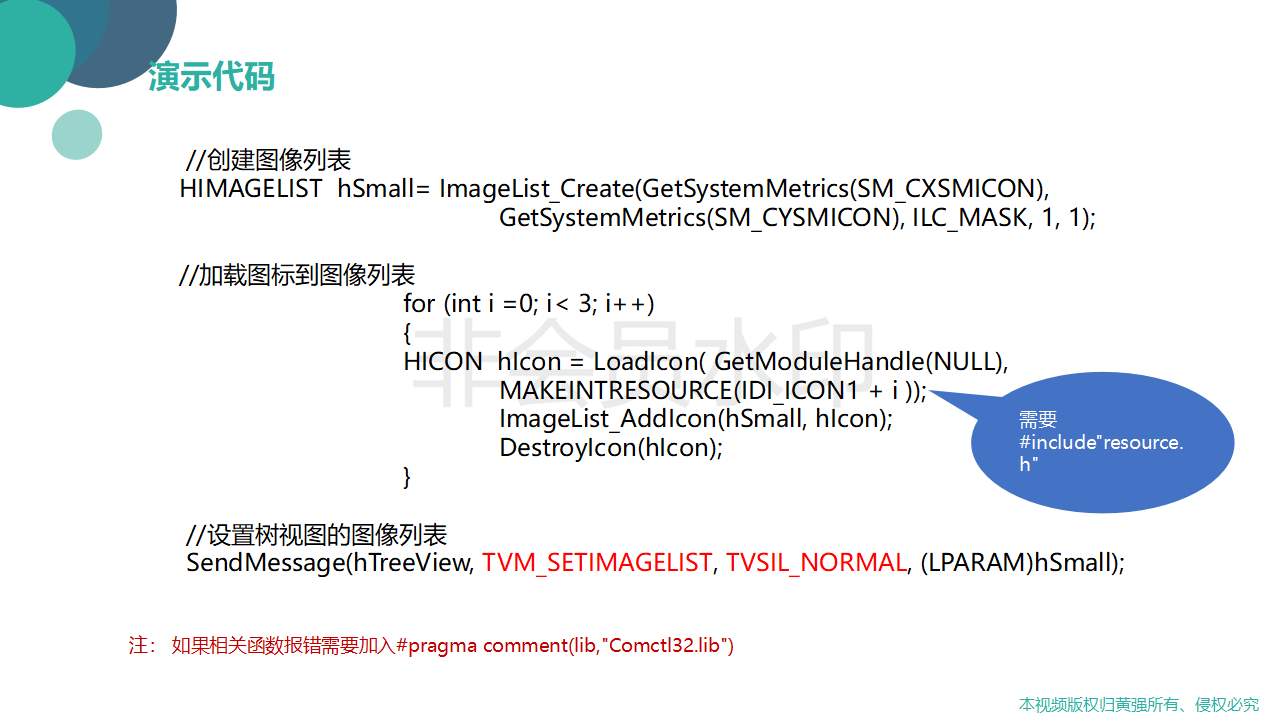 演示代码
//创建图像列表
HIMAGELIST hSmall= ImageList_Create(GetSystemMetrics(SM_CXSMICON),
GetSystemMetrics(SM_CYSMICON), ILC_MASK, 1, 1);
//加载图标到图像列表
for (int i =0; i< 3; i++)
{
HICON hIcon = LoadIcon( GetModuleHandle(NULL),
MAKEINTRESOURCE(IDI_ICON1 + i ));
ImageList_AddIcon(hSmall, hIcon);
DestroyIcon(hIcon);
}
非会员水印
需要
#include"resource.
h"
//设置树视图的图像列表
SendMessage(hTreeView, TVM_SETIMAGELIST, TVSIL_NORMAL, (LPARAM)hSmall);
注： 如果相关函数报错需要加入#pragma comment(lib,"Comctl32.lib")
本视频版权归黄强所有、侵权必究